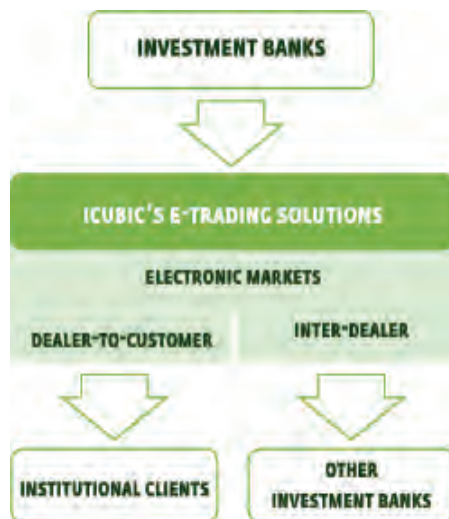 INVESTMENT BANKS
ICUBIC'S E-TRADING SOLUTIONS
ELECTRONIC MARKETS
DEALER-TO-CUSTOMER
INTER-DEALER
INSTITUTIONAL CLIENTS
OTHER
INVESTMENT BANKS